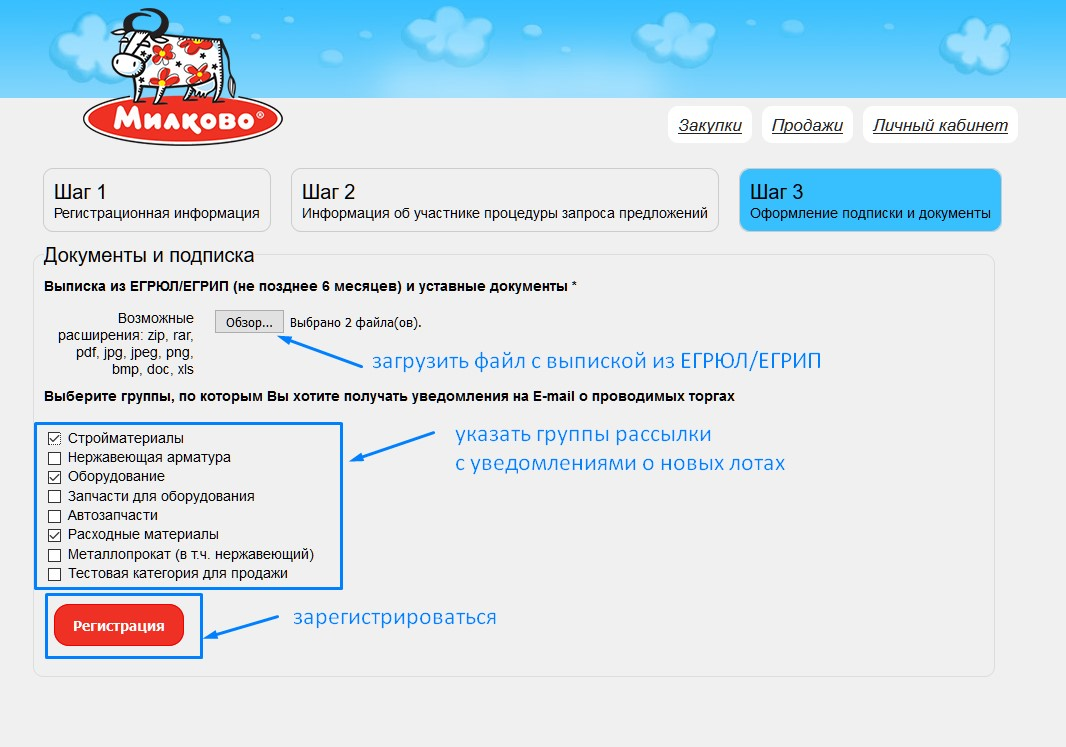 Милково®
Закупки
Продажи
Личный кабинет
Шаг 1
Регистрационная информация
Шаг 2
Информация об участнике процедуры запроса предложений
Шаг 3
Оформление подписки и документы
Документы и подписка
Выписка из ЕГРЮЛ/ЕГРИП (не позднее 6 месяцев) и уставные документы *
Возможные
расширения: zip, rar,
pdf, jpg, jpeg, png,
bmp, doc, xls
Обзор...
Выбрано 2 файла(ов).
загрузить файл с выпиской из ЕГРЮЛ/ЕГРИП
Выберите группы, по которым Вы хотите получать уведомления на E-mail о проводимых торгах
Стройматериалы
Нержавеющая арматура
Оборудование
Запчасти для оборудования
Автозапчасти
Расходные материалы
Металлопрокат (в т.ч. нержавеющий)
Тестовая категория для продажи
указать группы рассылки
с уведомлениями о новых лотах
Регистрация
зарегистрироваться